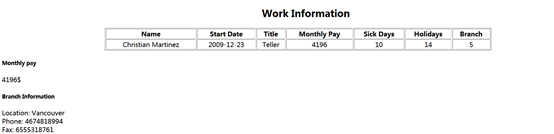 Work Information
Name Start Date Title Monthly Pay Sick Days Holidays Branch
Christian Martinez 2009-12-23 Teller 4196 10 14 5
Monthly pay
4196$
Branch Information
Location: Vancouver
Phone: 4674818994
Fax: 6555318761